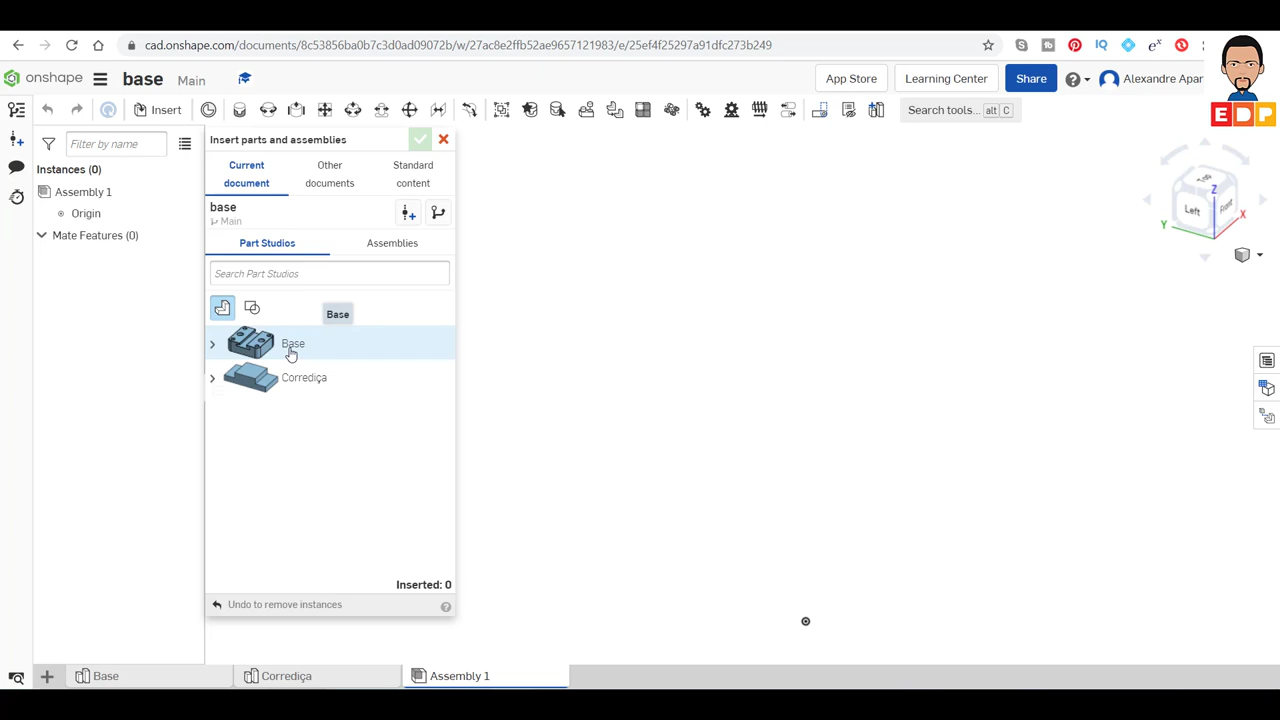 cad.onshape.com/documents/8c53856ba0b7c3d0ad09072b/w/27ac8e2ffb52ae9657121983/e/25ef4f25297a91dfc273b249
onshape
base
Main
App Store
Learning Center
Share
Alexandre Apar
EDP
Insert
Search tools...
alt
C
Filter by name
Instances (0)
Assembly 1
Origin
Mate Features (0)
Insert parts and assemblies
Current
document
Other
documents
Standard
content
base
Main
Part Studios
Assemblies
Search Part Studios
Base
Base
Corrediça
Inserted: 0
Undo to remove instances
Top
Left
Front
Z
X
Y
Base
Corrediça
Assembly 1